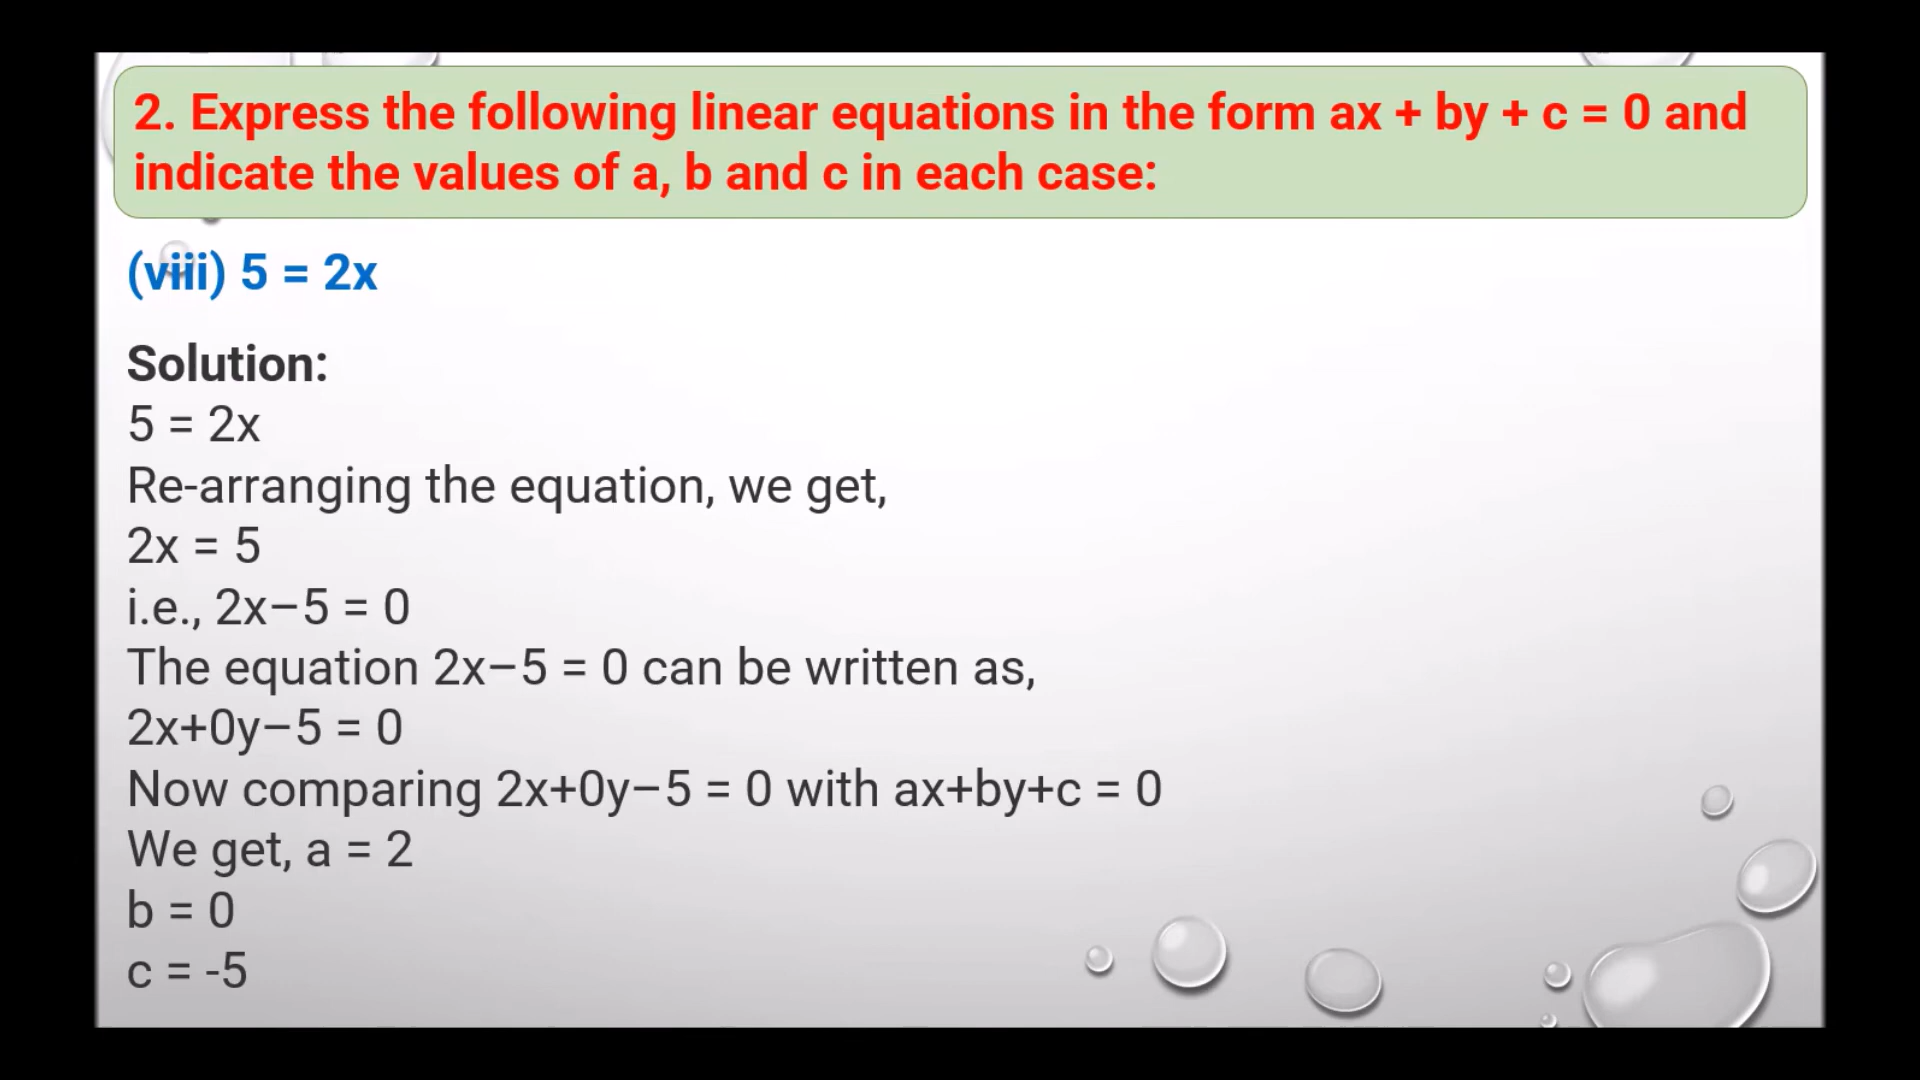 2. Express the following linear equations in the form ax + by + c = 0 and
indicate the values of a, b and c in each case:
(viii) 5 = 2x
Solution:
5 = 2x
Re-arranging the equation, we get,
2x = 5
i.e., 2x–5 = 0
The equation 2x–5 = 0 can be written as,
2x+0y–5 = 0
Now comparing 2x+0y–5 = 0 with ax+by+c = 0
We get, a = 2
b = 0
c = -5